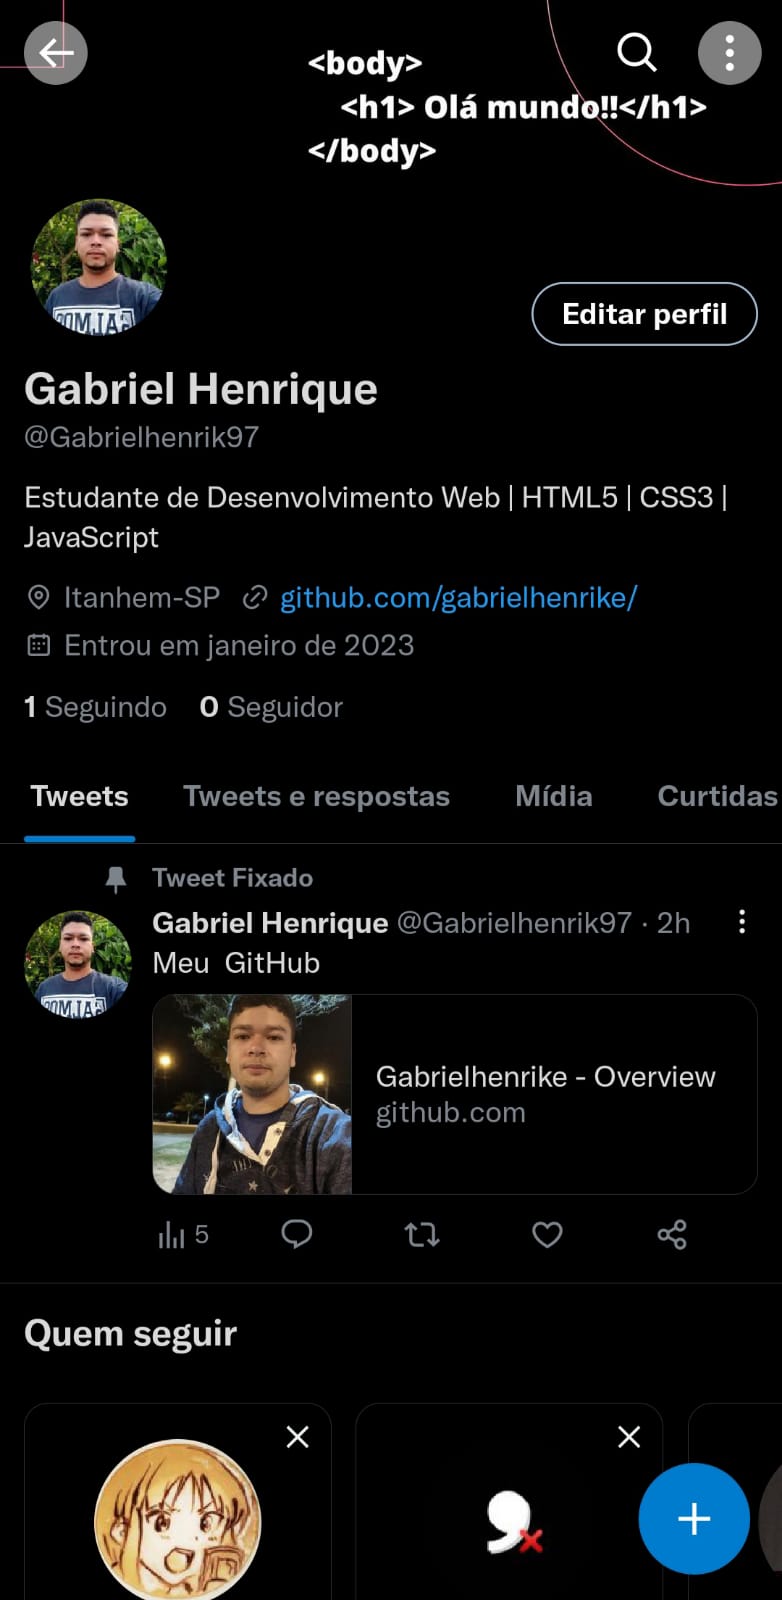 <body>
<h1> Olá mundo!!</h1>
</body>
Editar perfil
Gabriel Henrique
@Gabrielhenrik97
Estudante de Desenvolvimento Web | HTML5 | CSS3 |
JavaScript
Itanhem-SP github.com/gabrielhenrike/
Entrou em janeiro de 2023
1 Seguindo 0 Seguidor
Tweets Tweets e respostas Mídia Curtidas
Tweet Fixado
Gabriel Henrique @Gabrielhenrik97 · 2h
Meu GitHub
Gabrielhenrike - Overview
github.com
5
Quem seguir